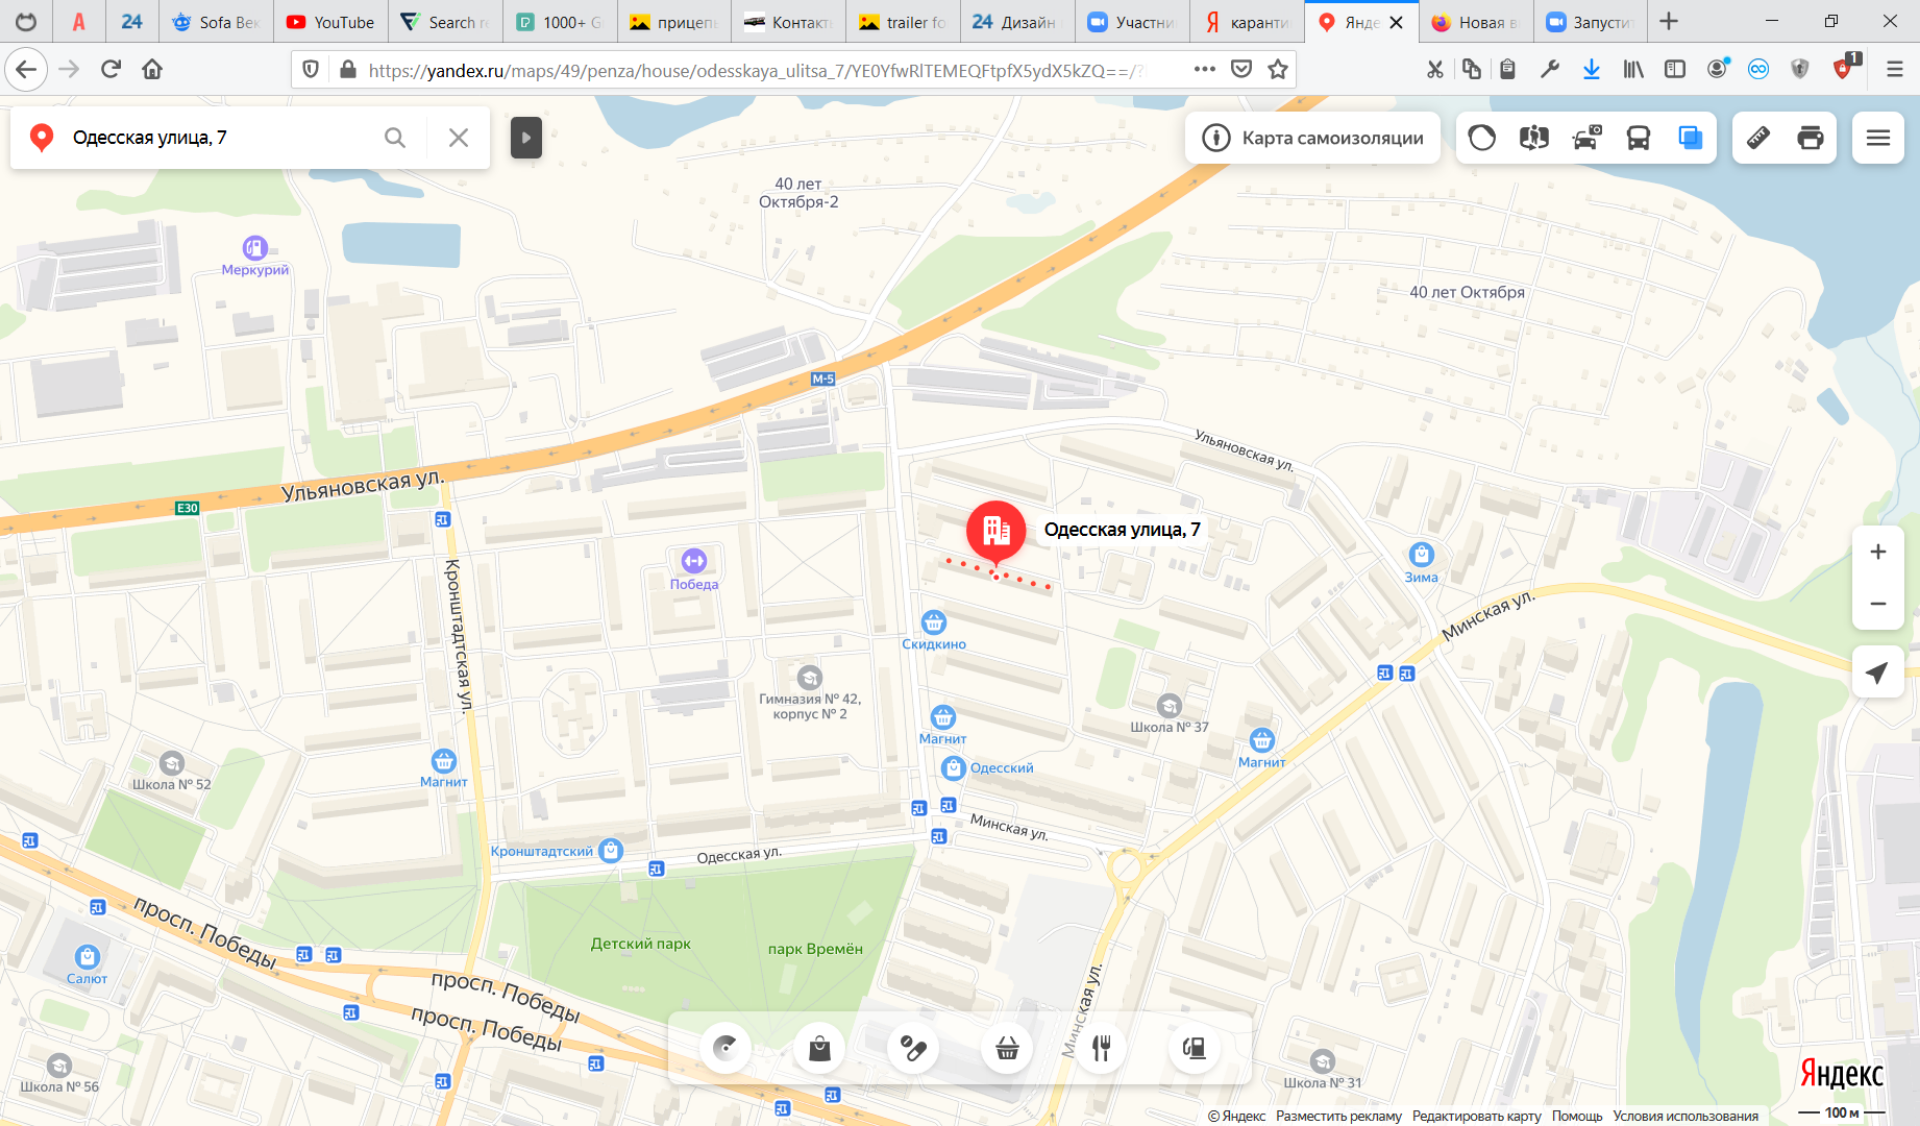 24
Sofa Век
YouTube
Search re
1000+ G
прицеп
Контакт
trailer fo
24 Дизайн
Участни
Я каранти
Янде
Новая в
Запустит
https://yandex.ru/maps/49/penza/house/odesskaya_ulitsa_7/YE0YfwRlTEMEQFtpfX5ydX5kZQ==/?
1
Одесская улица, 7
Карта самоизоляции
40 лет
Октября-2
Меркурий
40 лет Октября
М-5
Ульяновская ул.
Ульяновская ул.
E30
Одесская улица, 7
Победа
Зима
Кронштадтская ул.
Минская ул.
Скидкино
Гимназия № 42,
корпус № 2
Школа № 37
Магнит
Магнит
Одесский
Школа № 52
Магнит
Минская ул.
Кронштадтский
Одесская ул.
просп. Победы
Детский парк
парк Времён
Салют
просп. Победы
просп. Победы
Минская ул.
Школа № 56
Школа № 31
Яндекс
© Яндекс Разместить рекламу Редактировать карту Помощь Условия использования
100 м